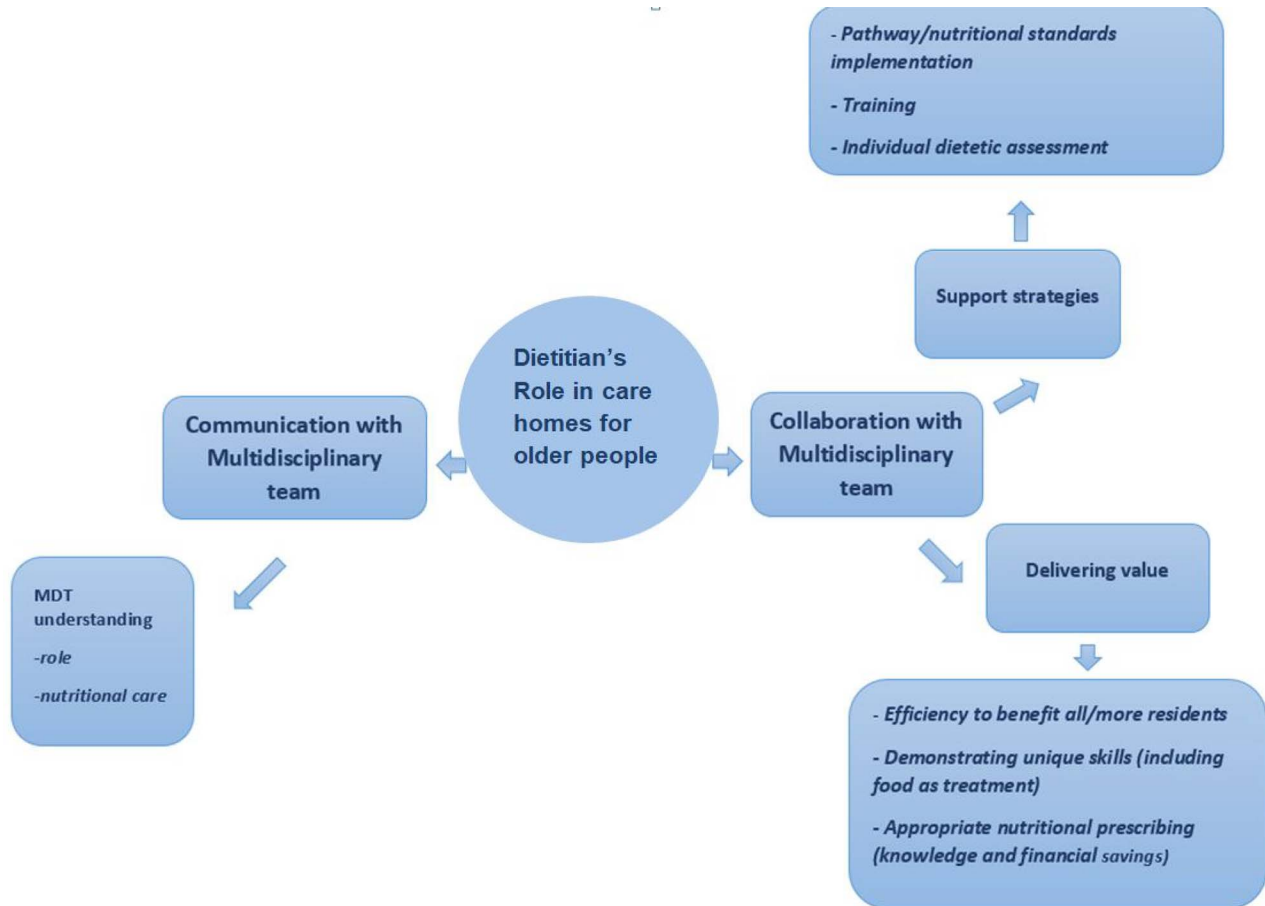 - Pathway/nutritional standards
implementation
- Training
- Individual dietetic assessment
Support strategies
Dietitian’s
Role in care
homes for
older people
Communication with
Multidisciplinary
team
Collaboration with
Multidisciplinary
team
Delivering value
MDT
understanding
-role
-nutritional care
- Efficiency to benefit all/more residents
- Demonstrating unique skills (including
food as treatment)
- Appropriate nutritional prescribing
(knowledge and financial savings)